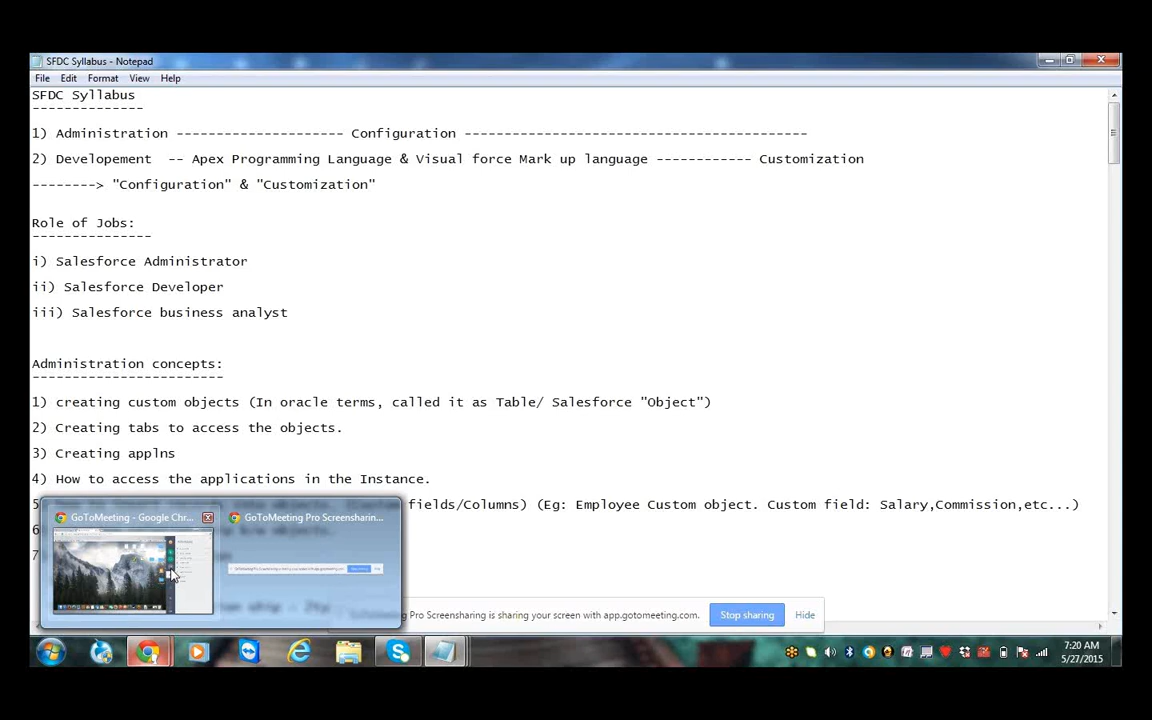 SFDC Syllabus - Notepad
File Edit Format View Help
SFDC Syllabus
--------------
1) Administration --------------------- Configuration -------------------------------------------
2) Developement -- Apex Programming Language & Visual force Mark up language ------------ Customization
--------> "Configuration" & "Customization"
Role of Jobs:
---------------
i) Salesforce Administrator
ii) Salesforce Developer
iii) Salesforce business analyst
Administration concepts:
------------------------
1) creating custom objects (In oracle terms, called it as Table/ Salesforce "Object")
2) Creating tabs to access the objects.
3) Creating applns
4) How to access the applications in the Instance.
5 fields/Columns) (Eg: Employee Custom object. Custom field: Salary,Commission,etc...)
GoToMeeting - Google Chr... GoToMeeting Pro Screensharin...
6 objects.
7
GoToMeeting Pro Screensharing is sharing your screen with app.gotomeeting.com. Stop sharing Hide
7:20 AM
5/27/2015